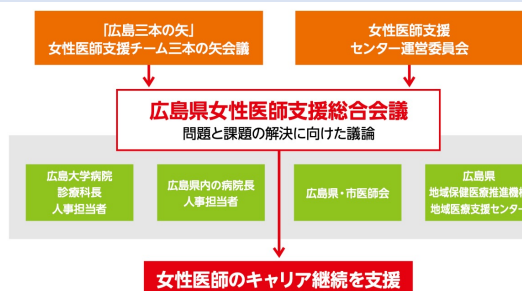 「広島三本の矢」
女性医師支援チーム三本の矢会議
女性医師支援
センター運営委員会
広島県女性医師支援総合会議
問題と課題の解決に向けた議論
広島大学病院
診療科長
人事担当者
広島県内の病院長
人事担当者
広島県・市医師会
広島県
地域保健医療推進機構
地域医療支援センター
女性医師のキャリア継続を支援